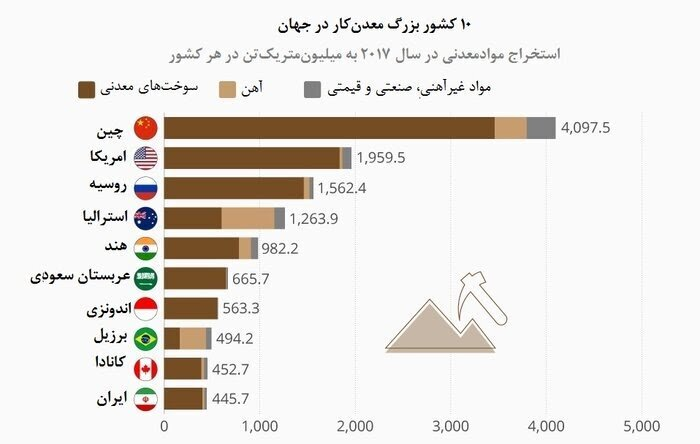 ۱۰ کشور بزرگ معدن‌کار در جهان
استخراج موادمعدنی در سال ۲۰۱۷ به میلیون‌متریک‌تن در هر کشور
مواد غیرآهنی، صنعتی و قیمتی
آهن
سوخت‌های معدنی
چین 4,097.5
امریکا 1,959.5
روسیه 1,562.4
استرالیا 1,263.9
هند 982.2
عربستان سعودی 665.7
اندونزی 563.3
برزیل 494.2
کانادا 452.7
ایران 445.7
0 1,000 2,000 3,000 4,000 5,000